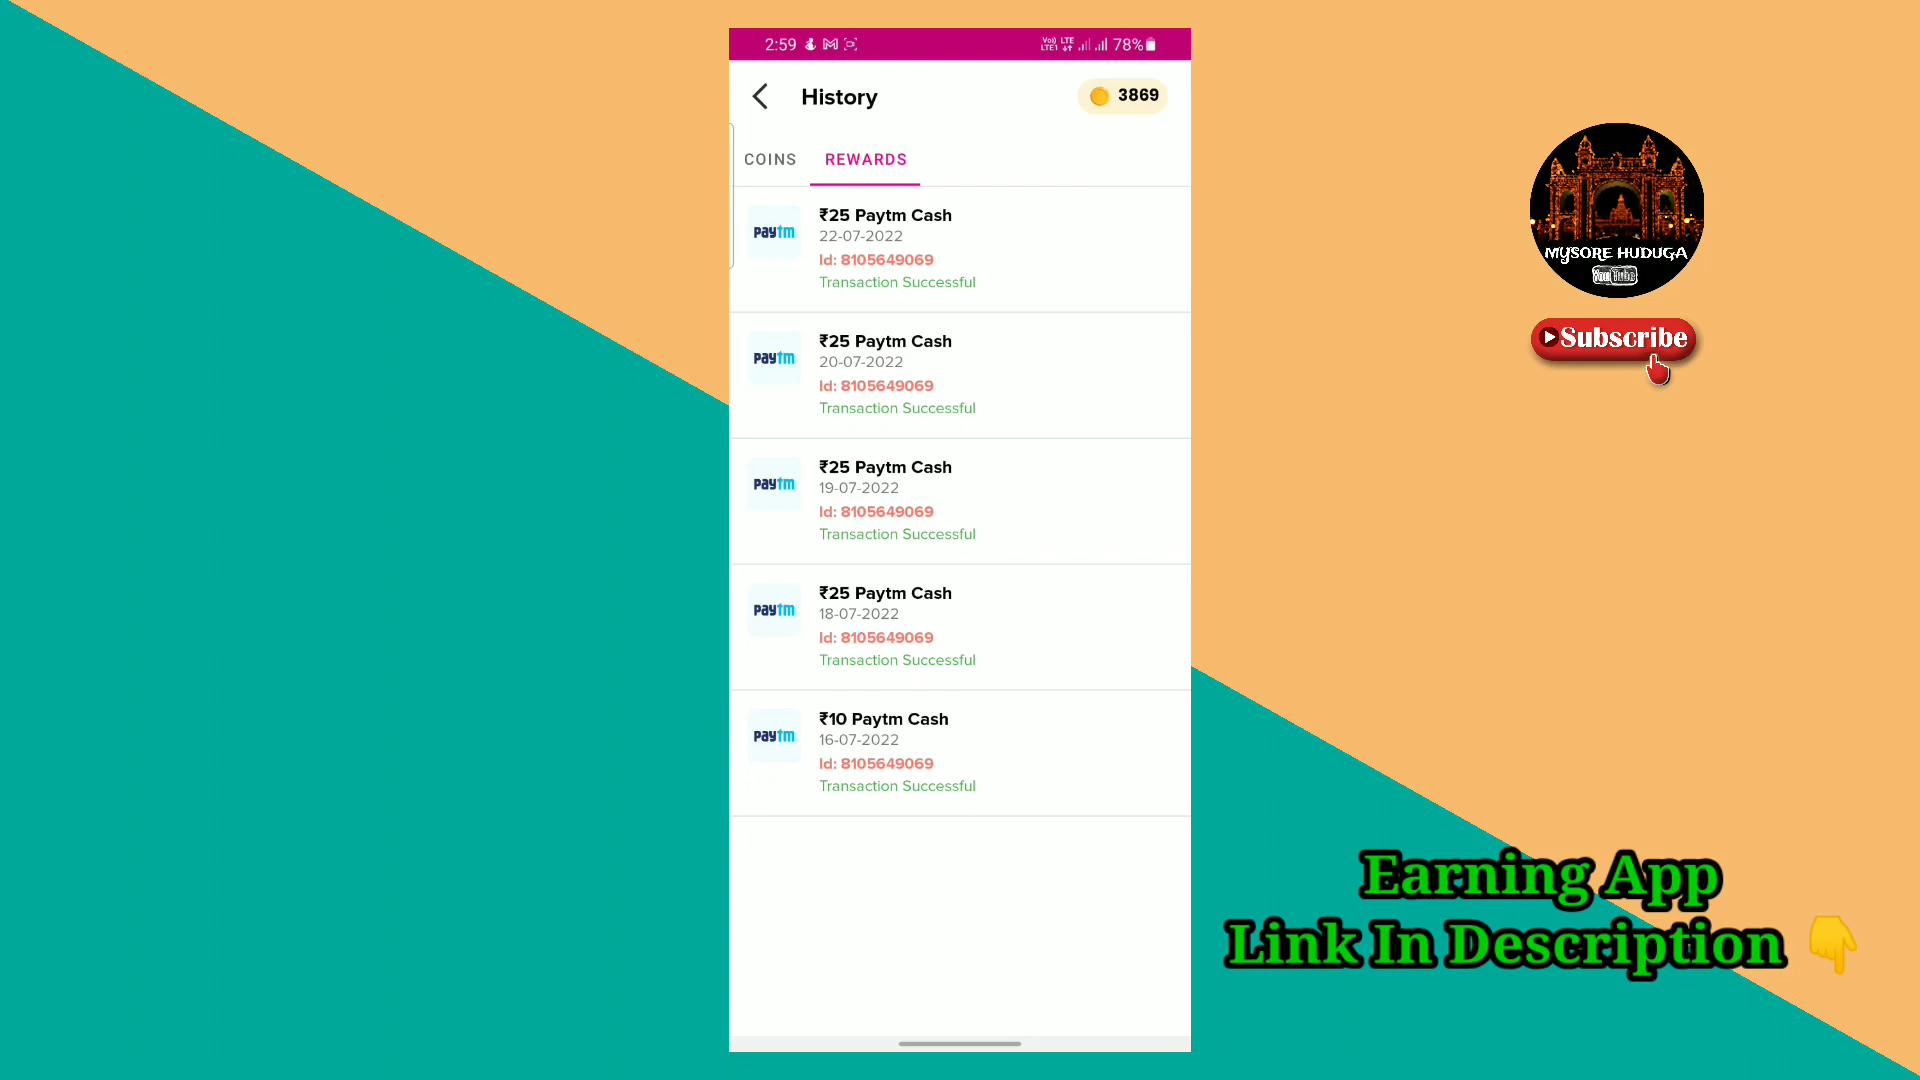 2:59
Vo) LTE
LTE1
78%
History
3869
COINS
REWARDS
paytm
₹25 Paytm Cash
22-07-2022
Id: 8105649069
Transaction Successful
paytm
₹25 Paytm Cash
20-07-2022
Id: 8105649069
Transaction Successful
paytm
₹25 Paytm Cash
19-07-2022
Id: 8105649069
Transaction Successful
paytm
₹25 Paytm Cash
18-07-2022
Id: 8105649069
Transaction Successful
paytm
₹10 Paytm Cash
16-07-2022
Id: 8105649069
Transaction Successful
MYSORE HUDUGA
YouTube
Subscribe
Earning App
Link In Description